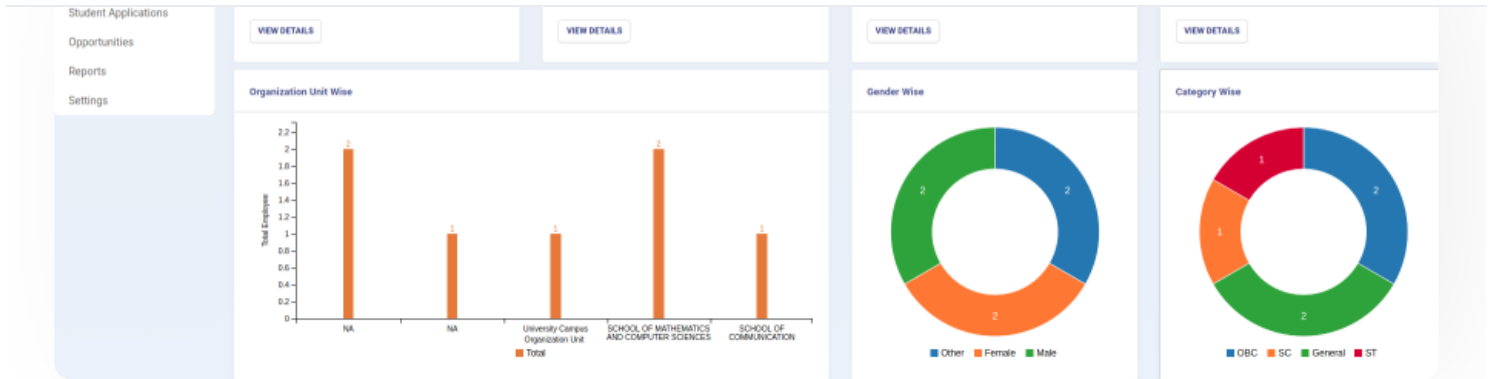 Student Applications
Opportunities
Reports
Settings
VIEW DETAILS
VIEW DETAILS
VIEW DETAILS
VIEW DETAILS
Organization Unit Wise
2.2
2
1.8
1.6
1.4
1.2
1
0.8
0.6
0.4
0.2
0
Total Employee
2
1
1
2
1
NA
NA
University Campus
Organization Unit
SCHOOL OF MATHEMATICS
AND COMPUTER SCIENCES
SCHOOL OF
COMMUNICATION
Total
Gender Wise
2
2
2
Other Female Male
Category Wise
1
2
1
2
OBC SC General ST